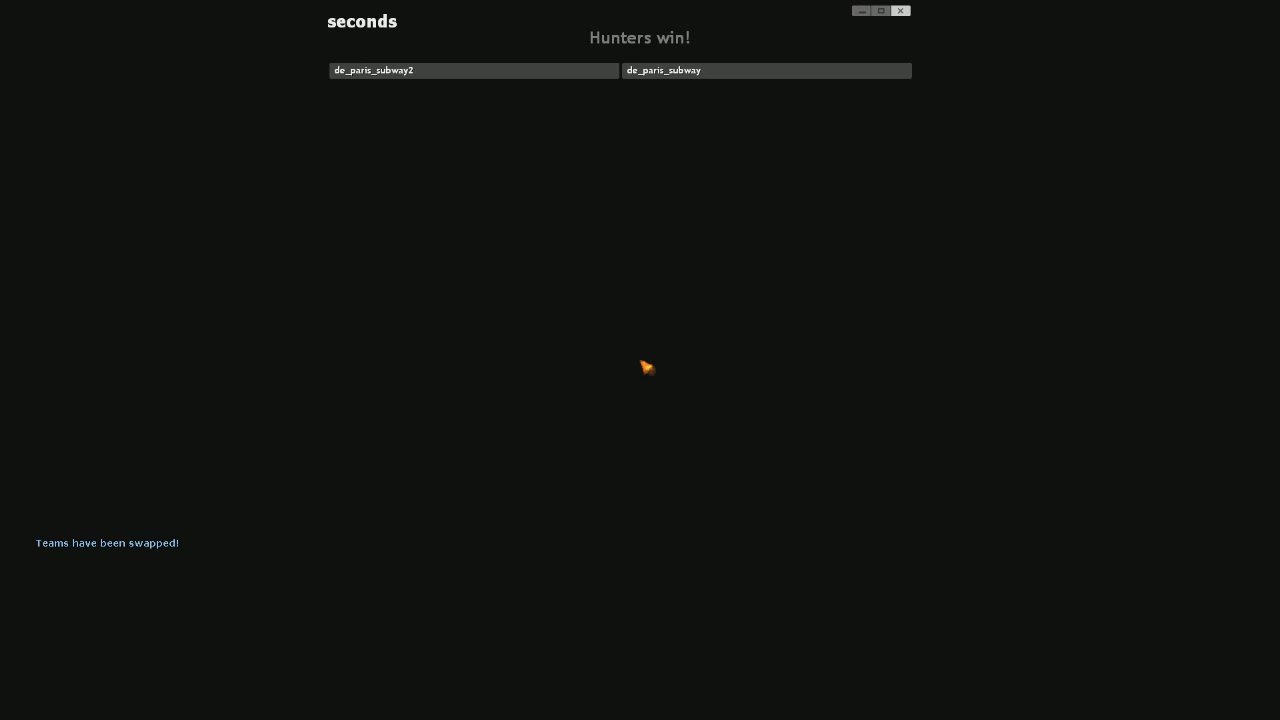 seconds
Hunters win!
de_paris_subway2
de_paris_subway
Teams have been swapped!